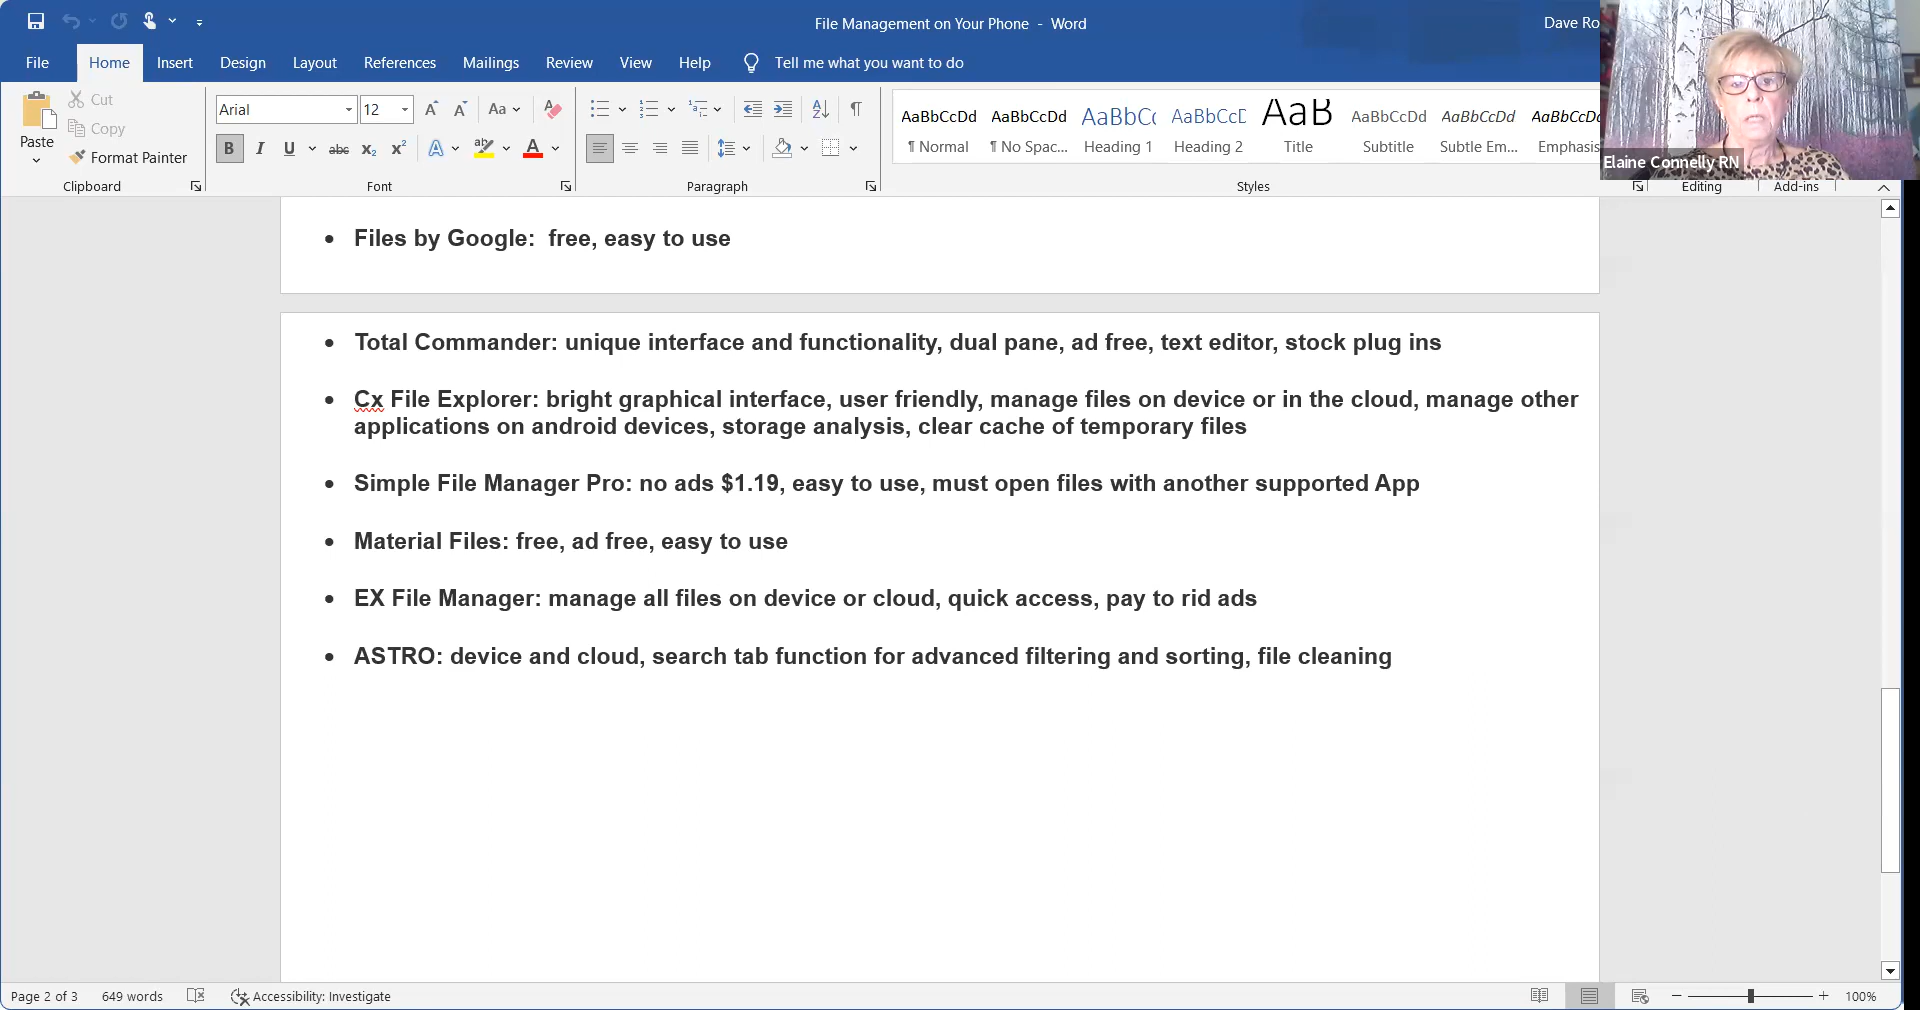 File Management on Your Phone - Word
Dave Ro
File Home Insert Design Layout References Mailings Review View Help Tell me what you want to do
Paste
Cut
Copy
Format Painter
Clipboard
Arial 12
Font
Paragraph
AaBbCcDd AaBbCcDd AaBbCc AaBbCcD AaB AaBbCcDd AaBbCcDd AaBbCcDd
¶ Normal ¶ No Spac... Heading 1 Heading 2 Title Subtitle Subtle Em... Emphasis
Styles
Editing
Add-ins
Elaine Connelly RN
• Files by Google:  free, easy to use
• Total Commander: unique interface and functionality, dual pane, ad free, text editor, stock plug ins
• Cx File Explorer: bright graphical interface, user friendly, manage files on device or in the cloud, manage other
applications on android devices, storage analysis, clear cache of temporary files
• Simple File Manager Pro: no ads $1.19, easy to use, must open files with another supported App
• Material Files: free, ad free, easy to use
• EX File Manager: manage all files on device or cloud, quick access, pay to rid ads
• ASTRO: device and cloud, search tab function for advanced filtering and sorting, file cleaning
Page 2 of 3 649 words Accessibility: Investigate 100%